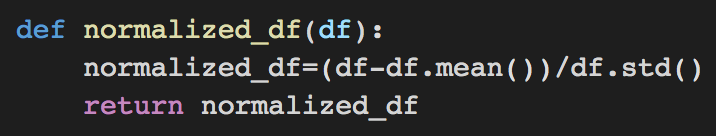 def normalized_df(df):
    normalized_df=(df-df.mean())/df.std()
    return normalized_df